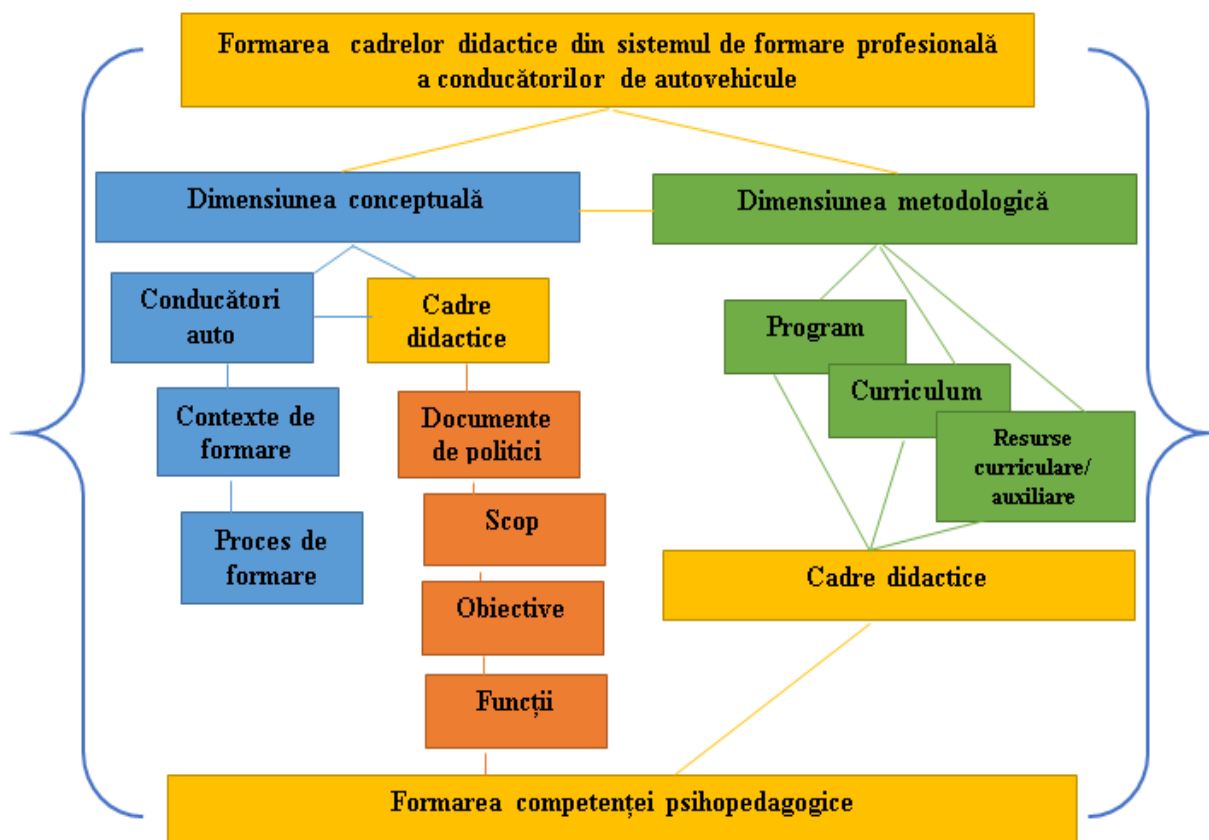 Formarea cadrelor didactice din sistemul de formare profesională
a conducătorilor de autovehicule
Dimensiunea conceptuală
Dimensiunea metodologică
Conducători
auto
Cadre
didactice
Contexte de
formare
Proces de
formare
Documente
de politici
Scop
Obiective
Funcții
Program
Curriculum
Resurse
curriculare/
auxiliare
Cadre didactice
Formarea competenței psihopedagogice